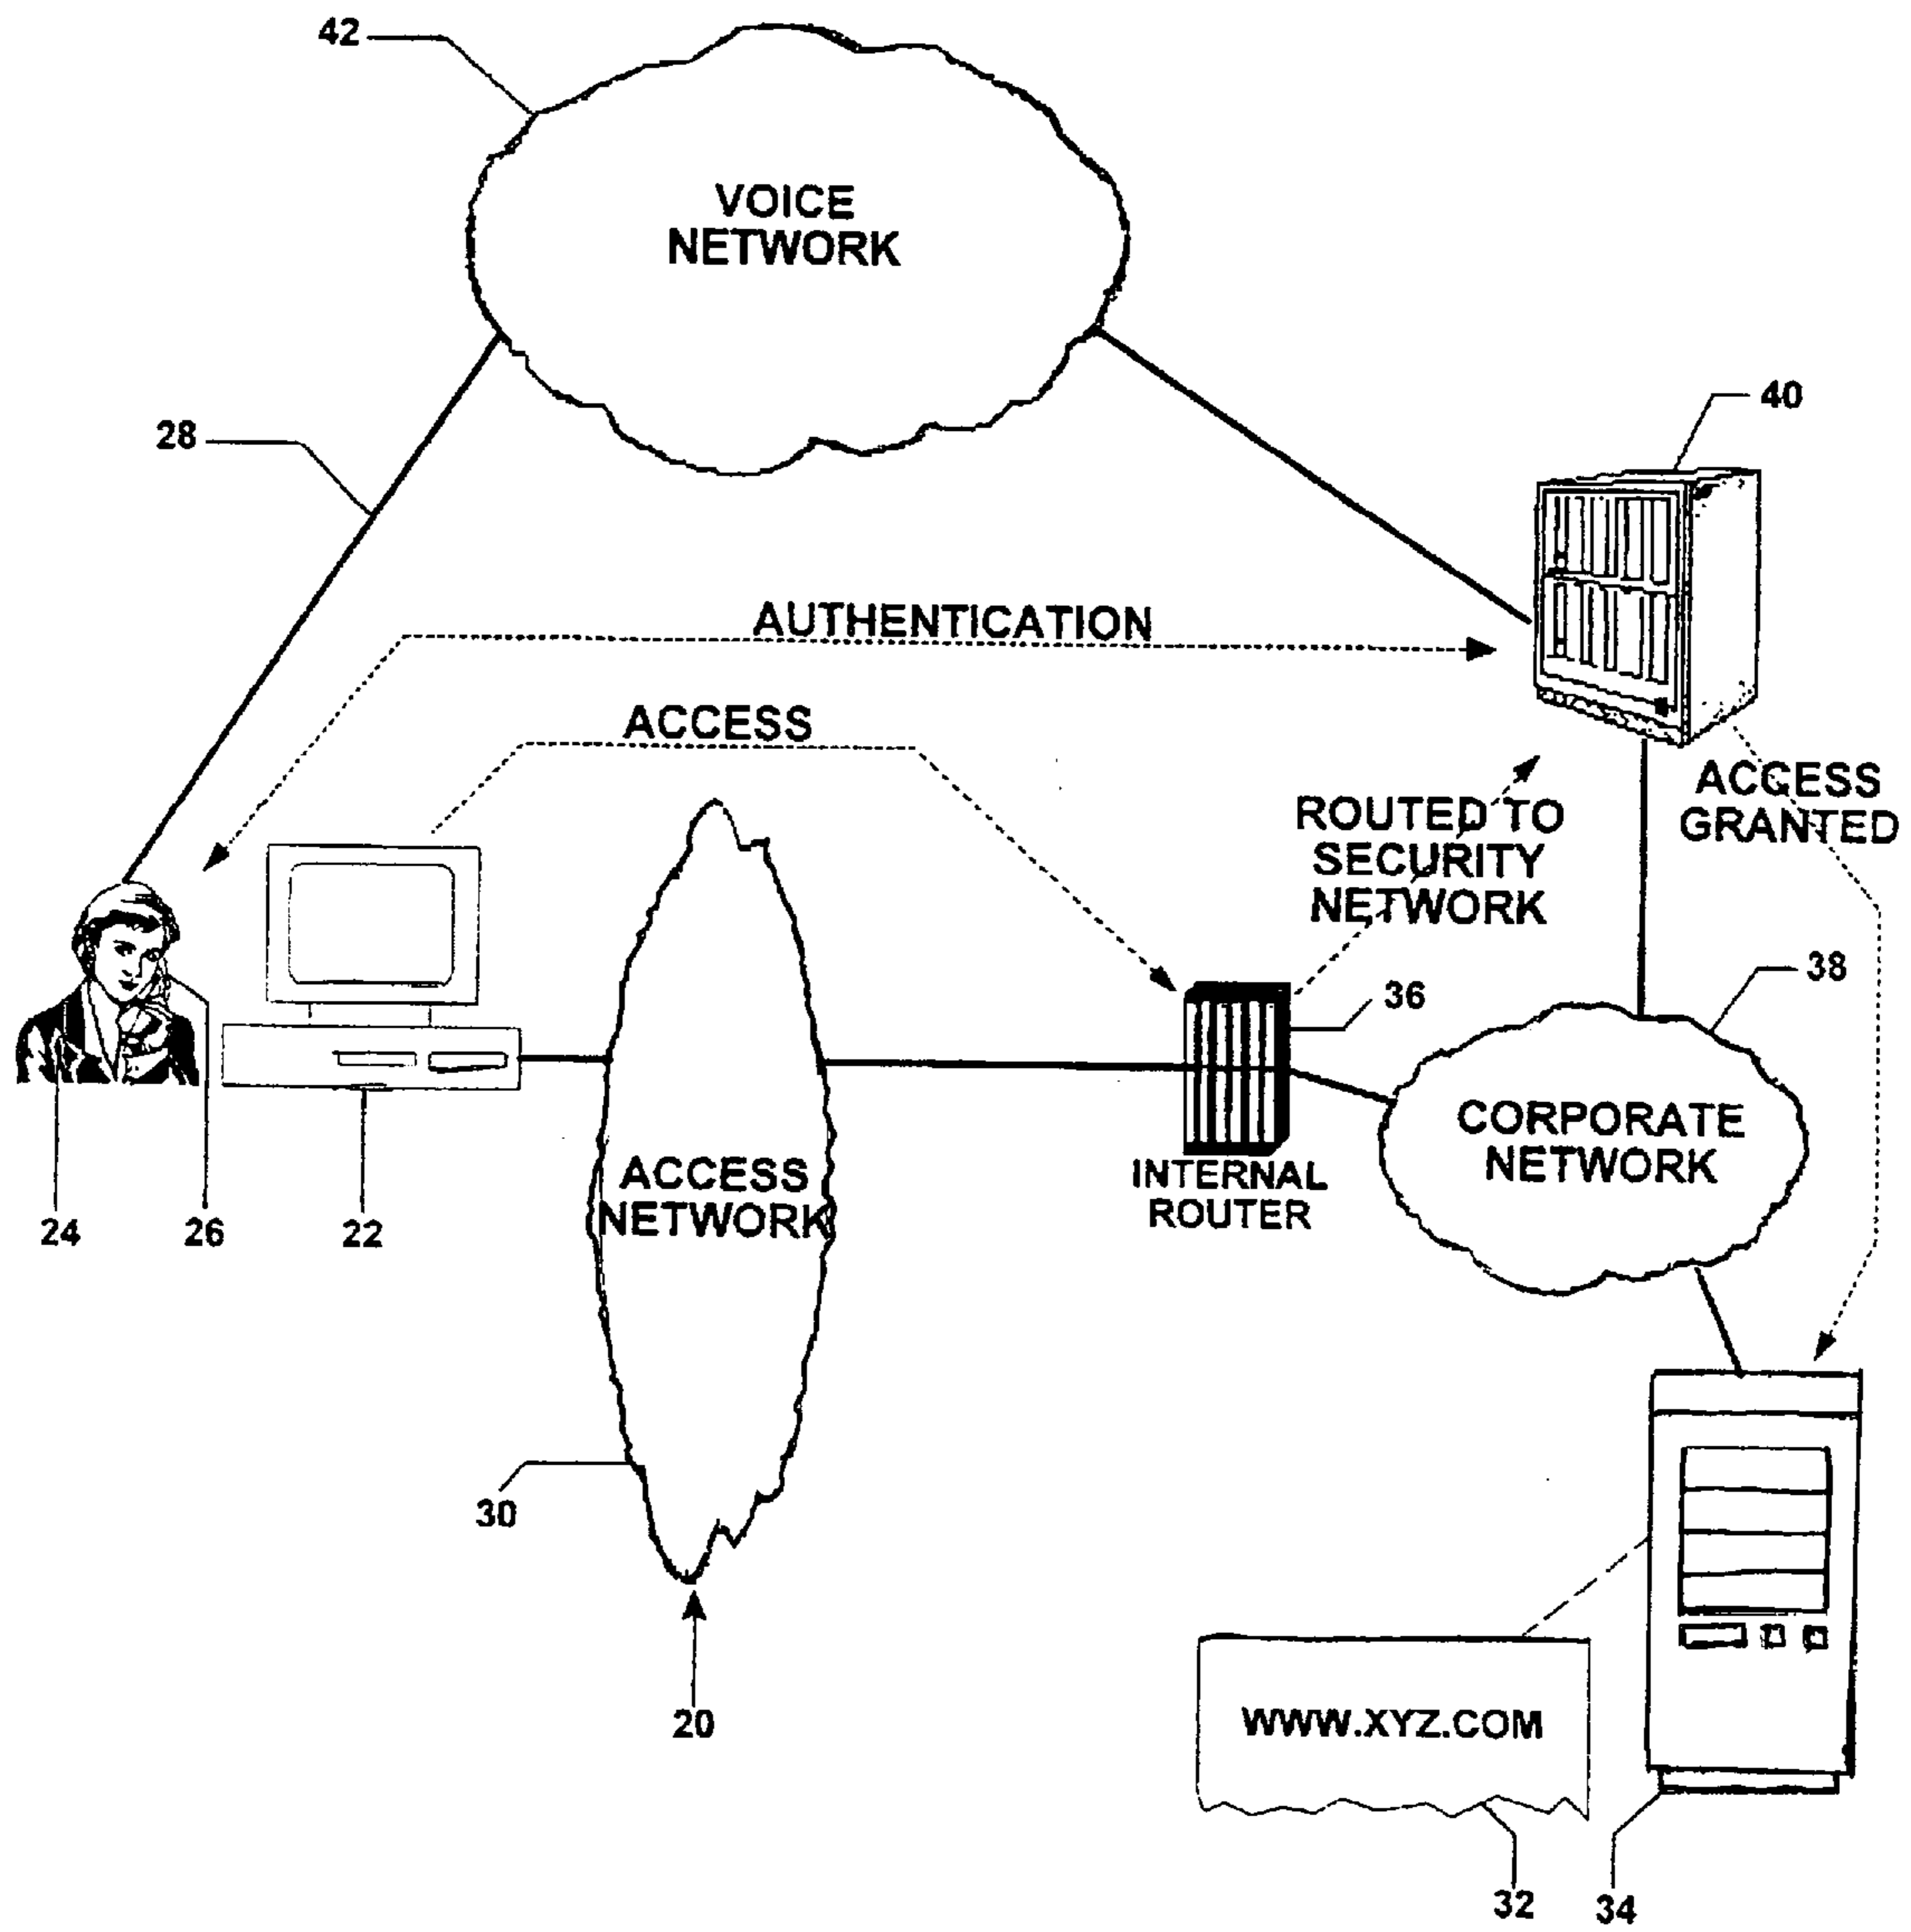 42
VOICE
NETWORK
40
28
AUTHENTICATION
ACCESS
ACCESS
GRANTED
ROUTED TO
SECURITY
NETWORK
38
36
CORPORATE
NETWORK
ACCESS
NETWORK
INTERNAL
ROUTER
24
26
22
30
20
WWW.XYZ.COM
32
34